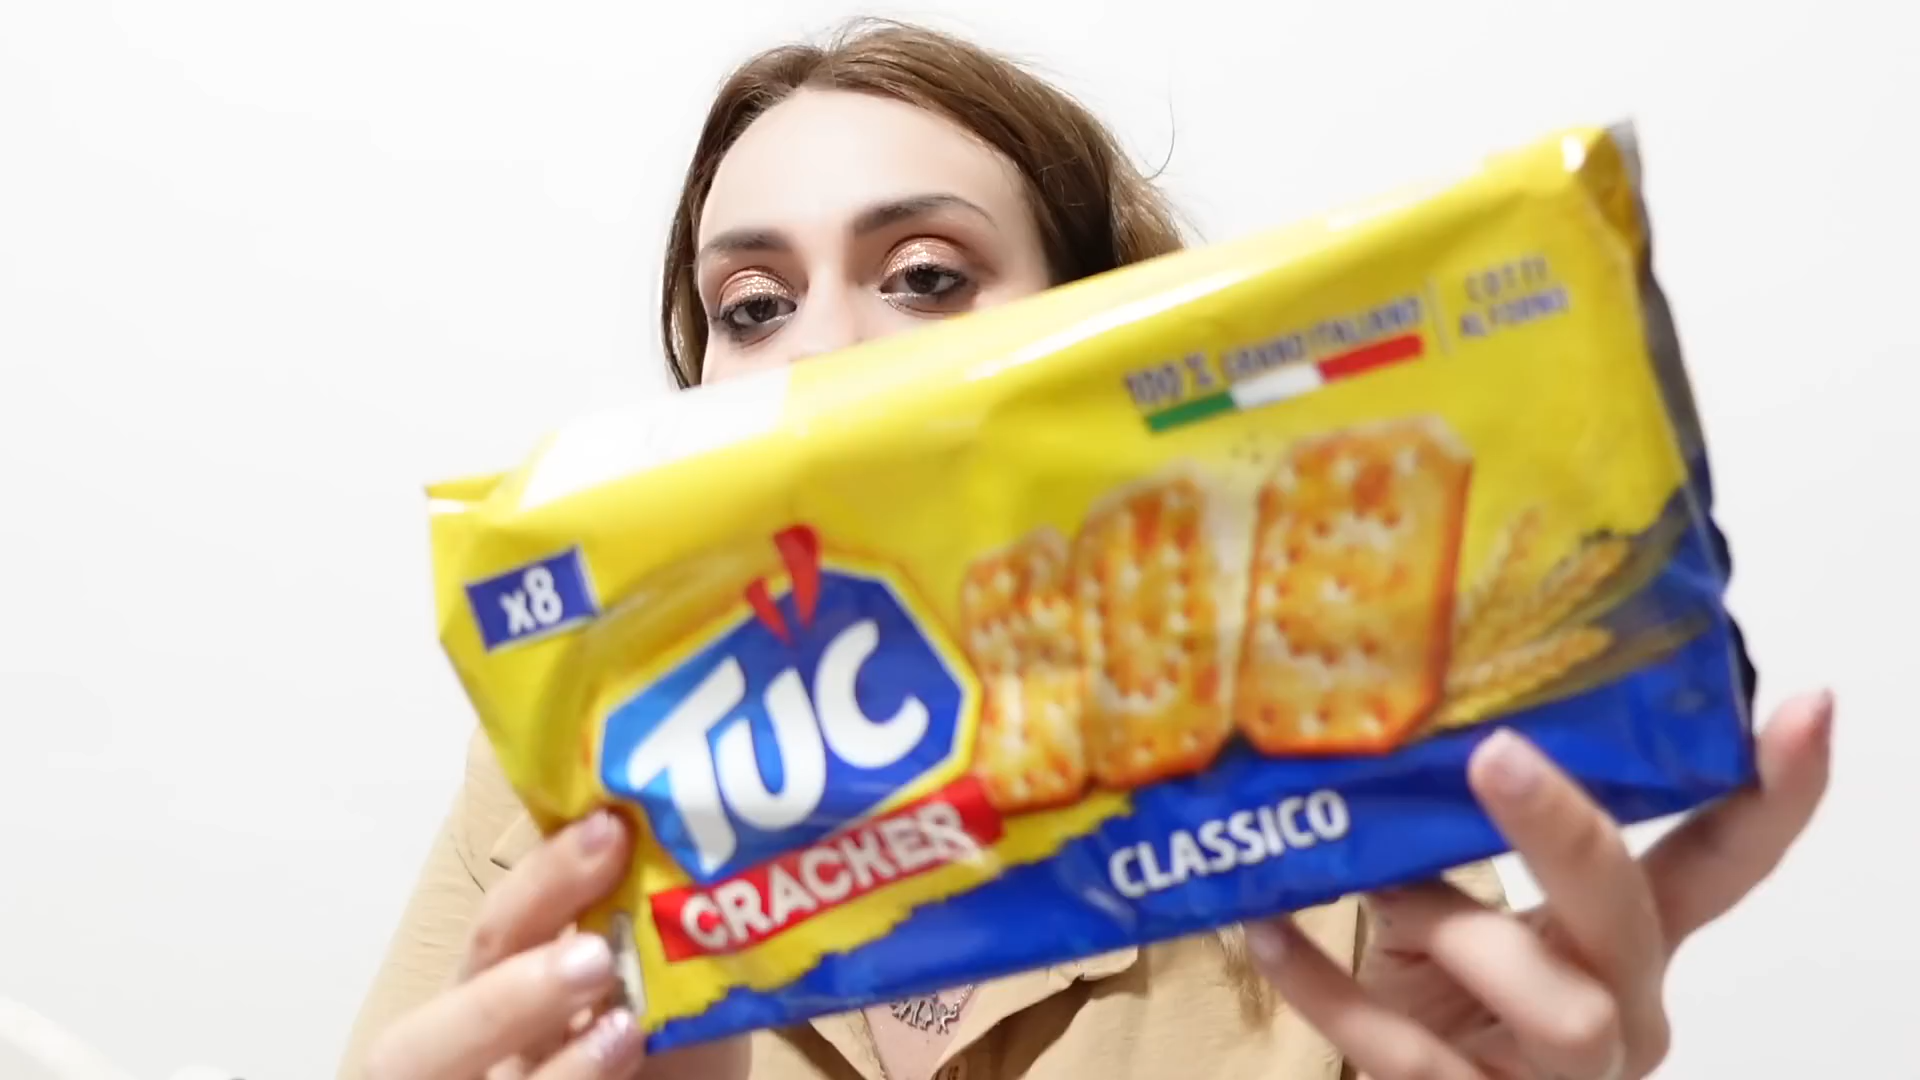 100% GRANO ITALIANO
COTTI
AL FORNO
x8
TUC
CRACKER
CLASSICO